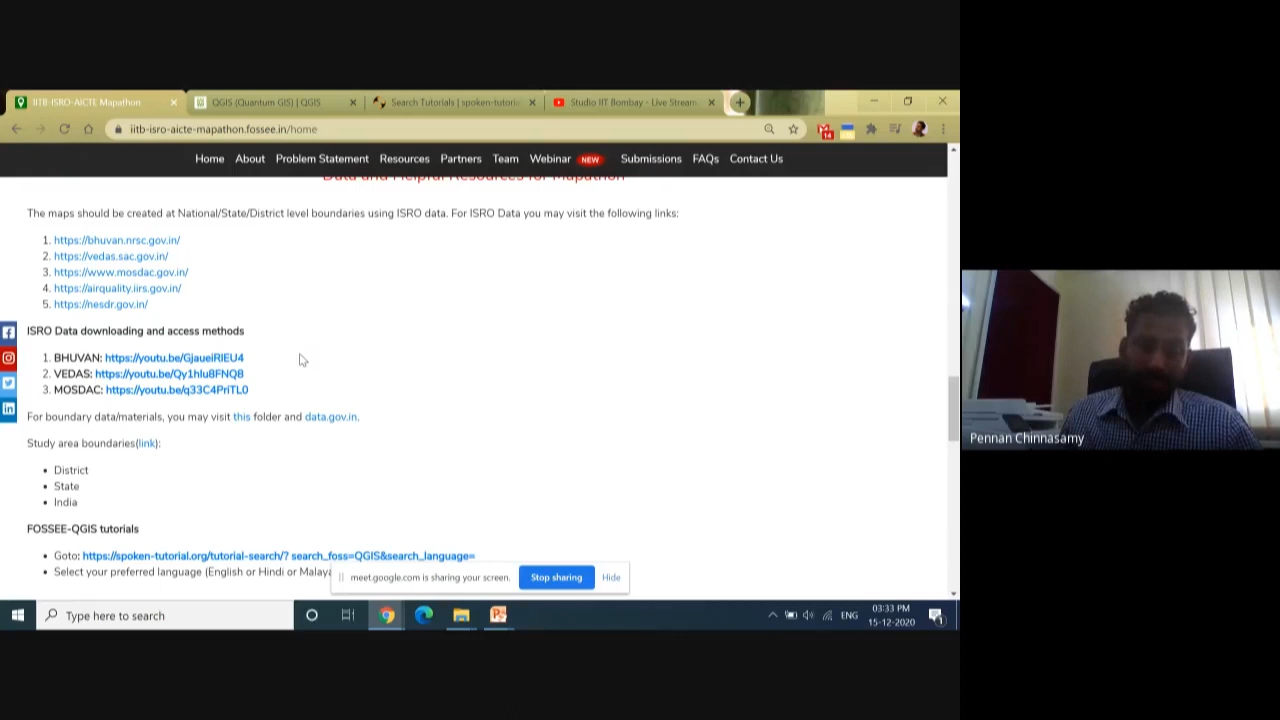 IITB-ISRO-AICTE Mapathon
QGIS (Quantum GIS) | QGIS
Search Tutorials | spoken-tutoria
Studio IIT Bombay - Live Stream
iitb-isro-aicte-mapathon.fossee.in/home
14
Home About Problem Statement Resources Partners Team Webinar NEW Submissions FAQs Contact Us
Data and Helpful Resources for Mapathon
The maps should be created at National/State/District level boundaries using ISRO data. For ISRO Data you may visit the following links:
1. https://bhuvan.nrsc.gov.in/
2. https://vedas.sac.gov.in/
3. https://www.mosdac.gov.in/
4. https://airquality.iirs.gov.in/
5. https://nesdr.gov.in/
ISRO Data downloading and access methods
1. BHUVAN: https://youtu.be/GjaueiRIEU4
2. VEDAS: https://youtu.be/Qy1hlu8FNQ8
3. MOSDAC: https://youtu.be/q33C4PriTL0
For boundary data/materials, you may visit this folder and data.gov.in.
Study area boundaries(link):
• District
• State
• India
FOSSEE-QGIS tutorials
• Goto: https://spoken-tutorial.org/tutorial-search/? search_foss=QGIS&search_language=
• Select your preferred language (English or Hindi or Malaya
meet.google.com is sharing your screen. Stop sharing Hide
Type here to search
ENG
03:33 PM
15-12-2020
Pennan Chinnasamy